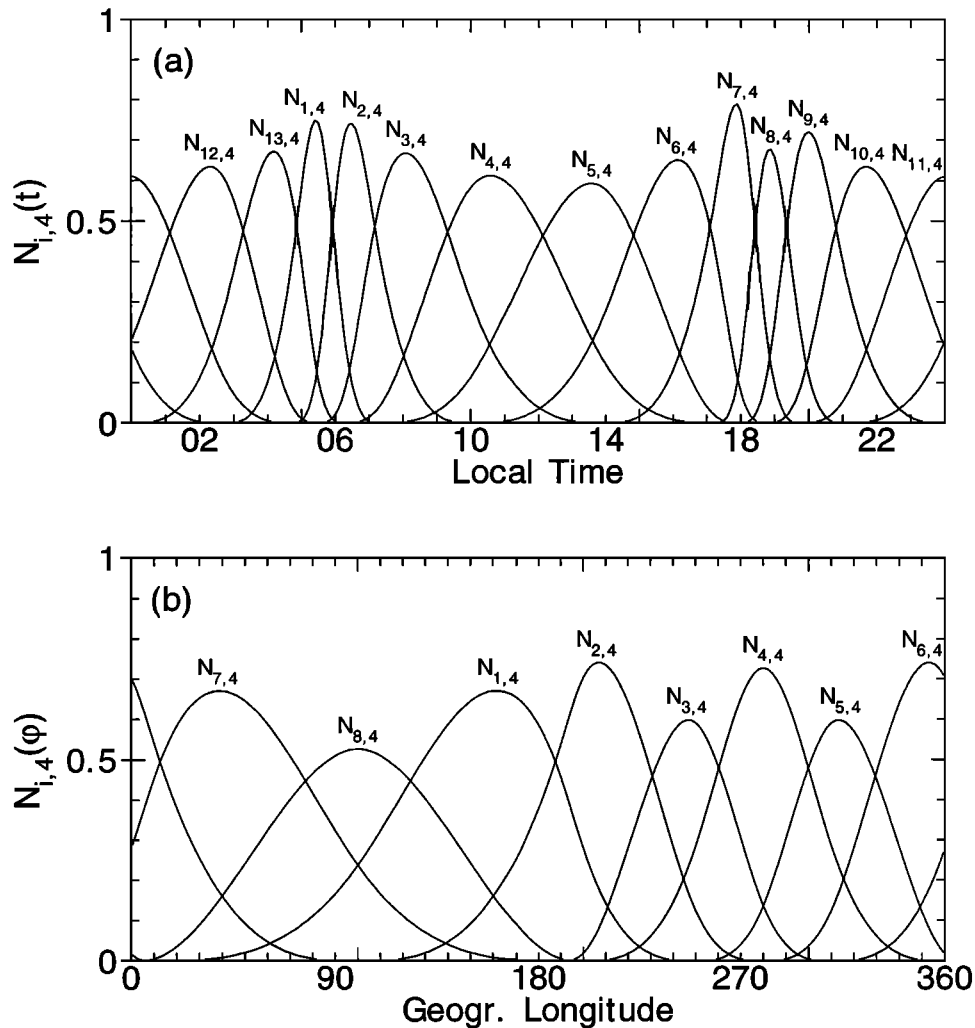 1
(a)
N7,4
N1,4
N2,4
N9,4
N13,4
N3,4
N8,4
N12,4
N4,4
N5,4
N6,4
N10,4
N11,4
0.5
Ni,4(t)
0
02 06 10 14 18 22
Local Time
1
(b)
N2,4
N4,4
N6,4
N7,4
N1,4
N3,4
N5,4
N8,4
0.5
Ni,4(φ)
0
0 90 180 270 360
Geogr. Longitude